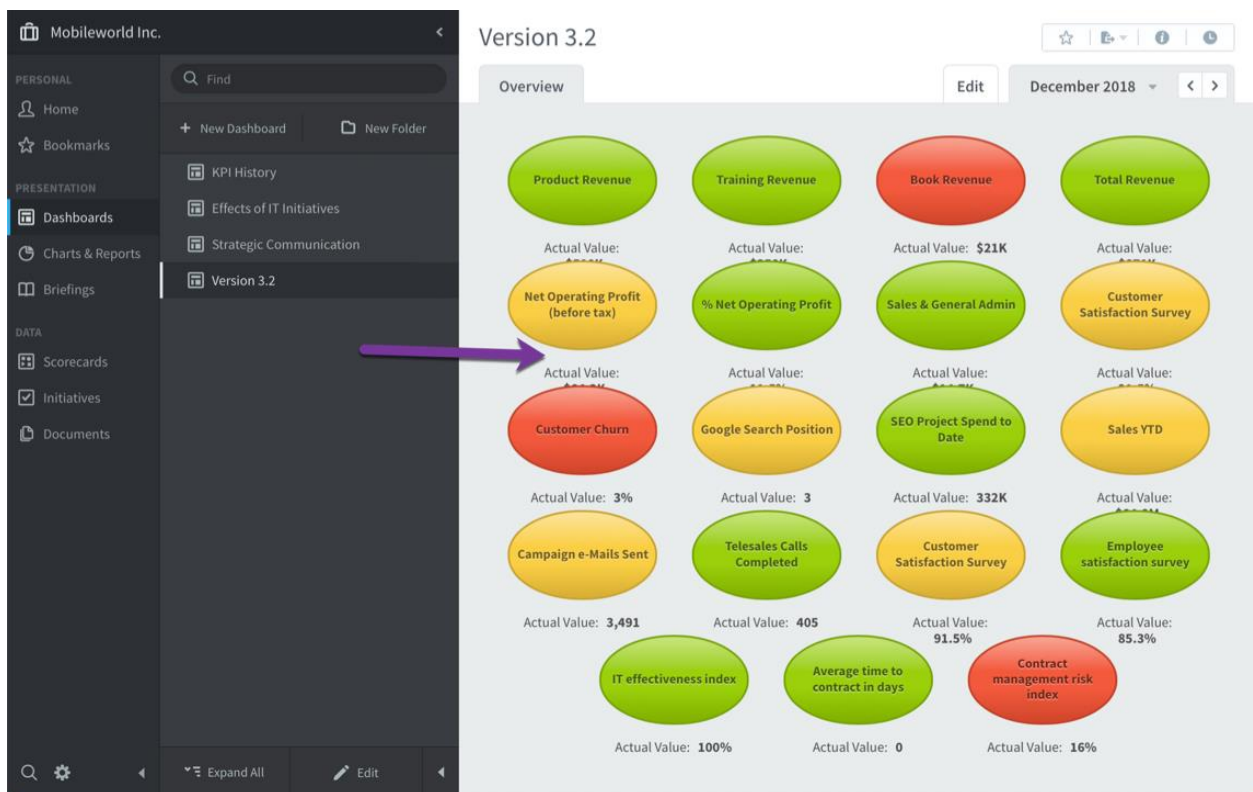 Mobileworld Inc.
PERSONAL
Home
Bookmarks
PRESENTATION
Dashboards
Charts & Reports
Briefings
DATA
Scorecards
Initiatives
Documents
Find
New Dashboard
New Folder
KPI History
Effects of IT Initiatives
Strategic Communication
Version 3.2
Expand All
Edit
Version 3.2
Overview
Edit
December 2018
Product Revenue
Actual Value:
Training Revenue
Actual Value:
Book Revenue
Actual Value: $21K
Total Revenue
Actual Value:
Net Operating Profit
(before tax)
Actual Value:
% Net Operating Profit
Actual Value:
Sales & General Admin
Actual Value:
Customer
Satisfaction Survey
Actual Value:
Customer Churn
Actual Value: 3%
Google Search Position
Actual Value: 3
SEO Project Spend to
Date
Actual Value: 332K
Sales YTD
Actual Value:
Campaign e-Mails Sent
Actual Value: 3,491
Telesales Calls
Completed
Actual Value: 405
Customer
Satisfaction Survey
Actual Value:
91.5%
Employee
satisfaction survey
Actual Value:
85.3%
IT effectiveness index
Actual Value: 100%
Average time to
contract in days
Actual Value: 0
Contract
management risk
index
Actual Value: 16%